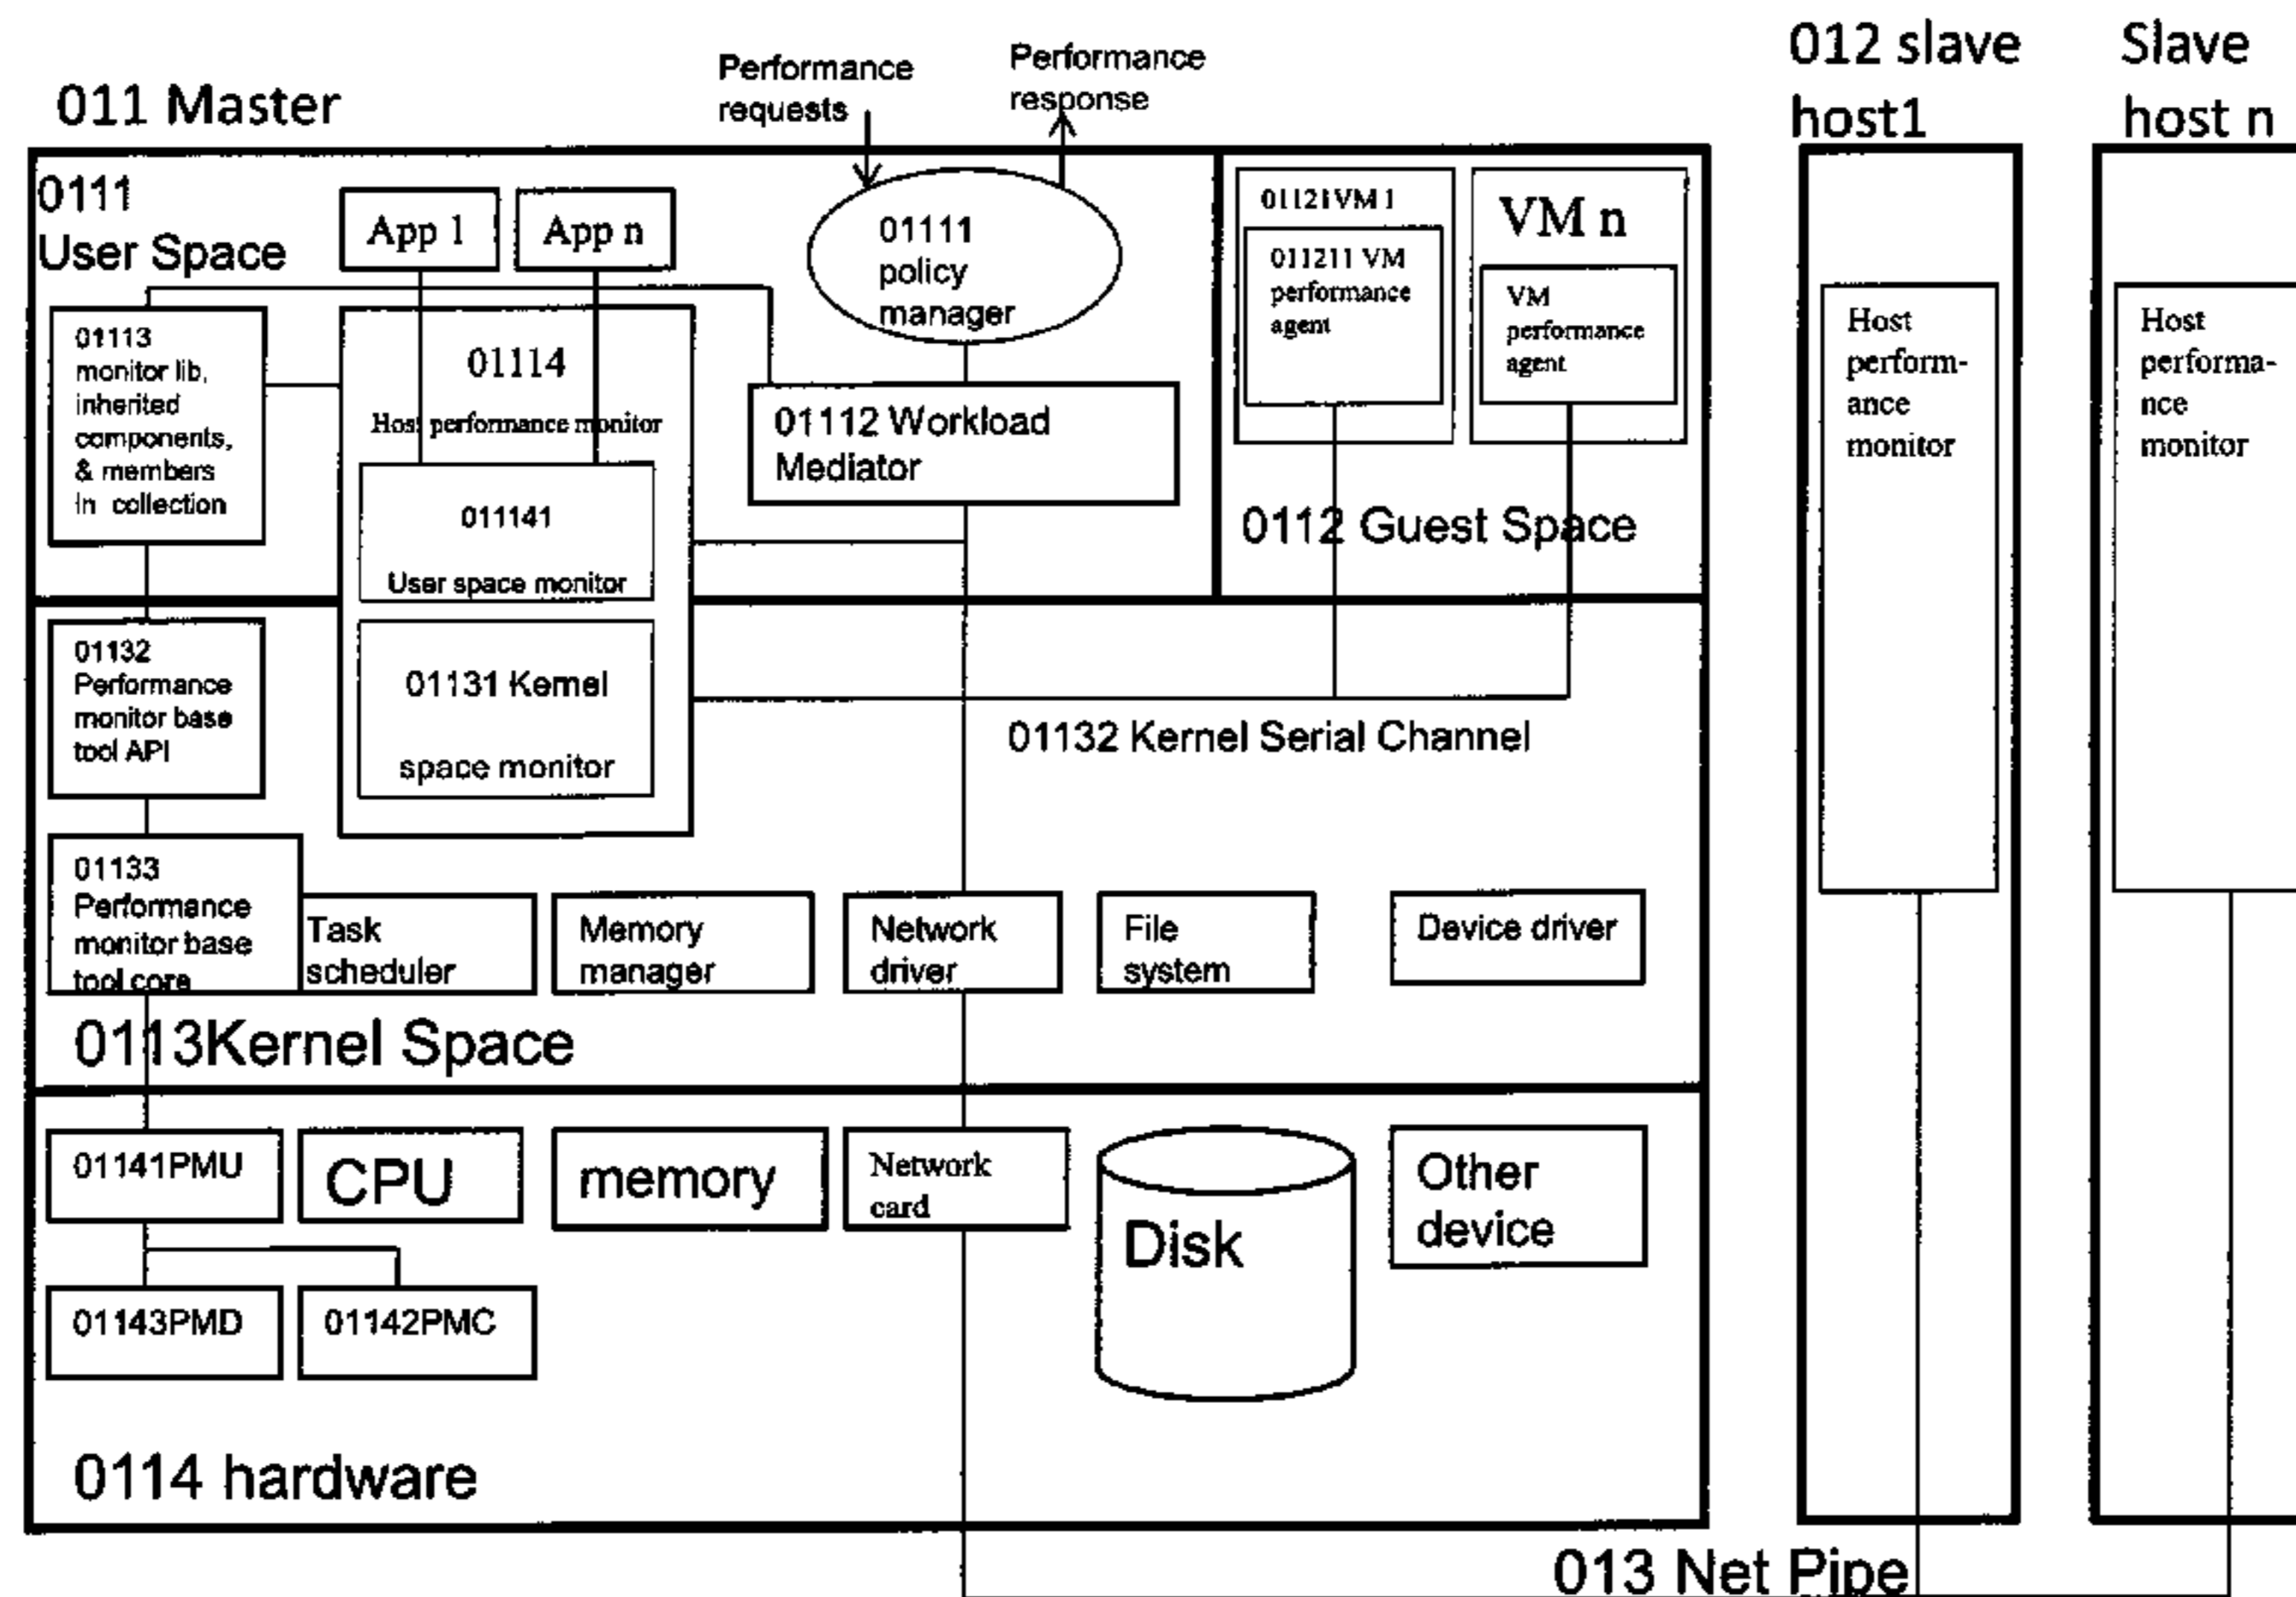 Performance
requests
Performance
response
012 slave
host1
Slave
host n
011 Master
0111
User Space
App 1
App n
01111
policy
manager
01121VM 1
011211 VM
performance
agent
VM n
VM
performance
agent
Host
perform-
ance
monitor
Host
performa-
nce
monitor
01113
monitor lib,
inherited
components,
& members
in collection
01114
Host performance monitor
01112 Workload
Mediator
011141
User space monitor
0112 Guest Space
01132
Performance
monitor base
tool API
01131 Kernel
space monitor
01132 Kernel Serial Channel
01133
Performance
monitor base
tool core
Task
scheduler
Memory
manager
Network
driver
File
system
Device driver
0113Kernel Space
01141PMU
CPU
memory
Network
card
Disk
Other
device
01143PMD
01142PMC
0114 hardware
013 Net Pipe